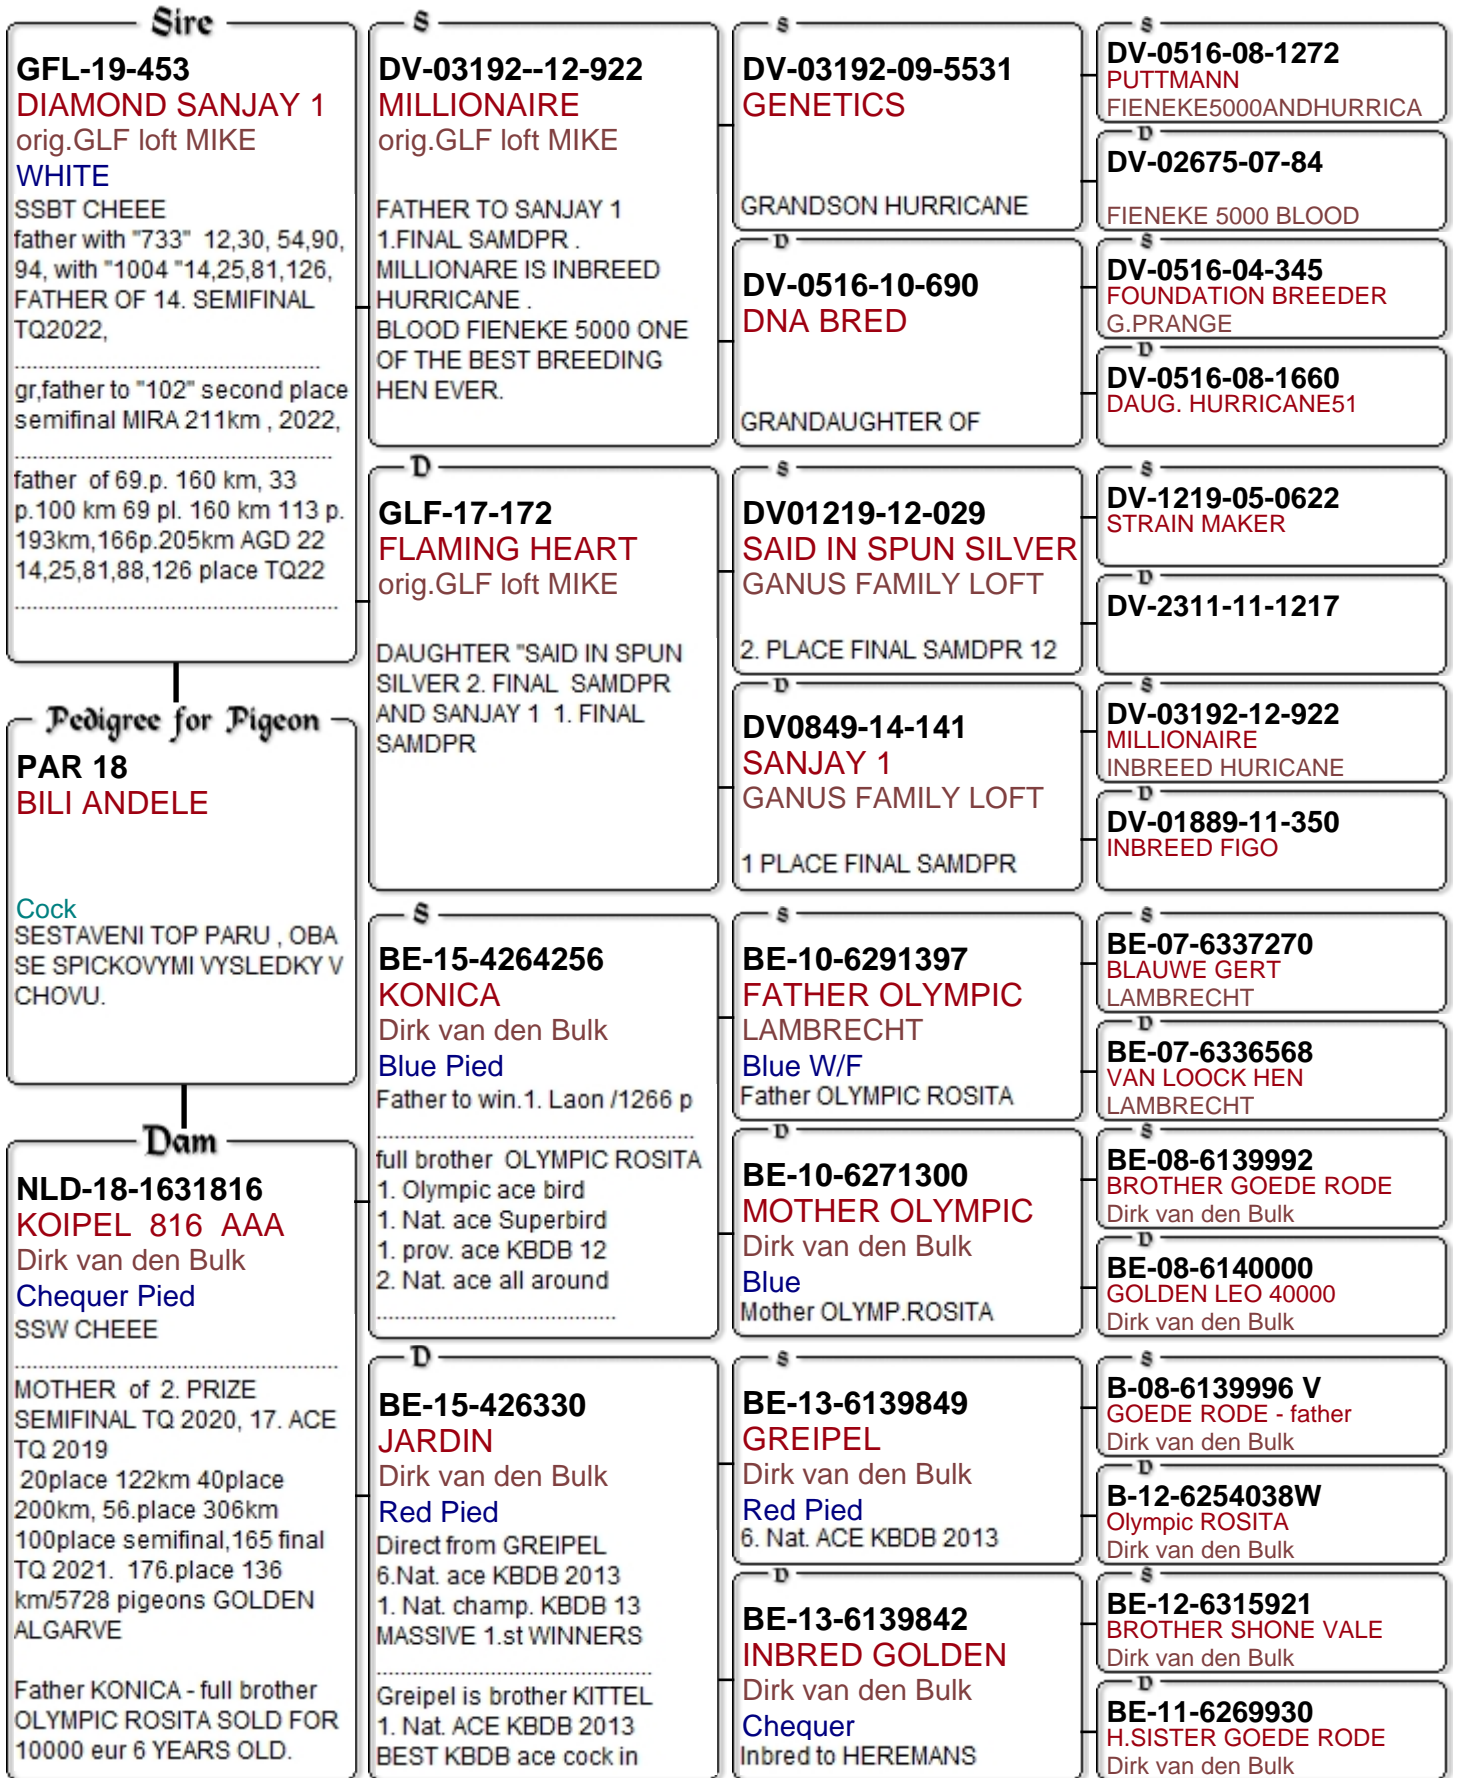 Sire
GFL-19-453
DIAMOND SANJAY 1
orig.GLF loft MIKE
WHITE
SSBT CHEEE
father with "733"  12,30, 54,90,
94, with "1004 "14,25,81,126,
FATHER OF 14. SEMIFINAL
TQ2022,
....................................................
gr,father to "102" second place
semifinal MIRA 211km , 2022,
....................................................
father  of 69.p. 160 km, 33
p.100 km 69 pl. 160 km 113 p.
193km,166p.205km AGD 22
14,25,81,88,126 place TQ22
....................................................
Pedigree for Pigeon
PAR 18
BILI ANDELE
Cock
SESTAVENI TOP PARU , OBA
SE SPICKOVYMI VYSLEDKY V
CHOVU.
Dam
NLD-18-1631816
KOIPEL  816  AAA
Dirk van den Bulk
Chequer Pied
SSW CHEEE
....................................................
MOTHER  of  2. PRIZE
SEMIFINAL TQ 2020, 17. ACE
TQ 2019
20place 122km 40place
200km, 56.place 306km
100place semifinal,165 final
TQ 2021.  176.place 136
km/5728 pigeons GOLDEN
ALGARVE
Father KONICA - full brother
OLYMPIC ROSITA SOLD FOR
10000 eur 6 YEARS OLD.
S
DV-03192--12-922
MILLIONAIRE
orig.GLF loft MIKE
FATHER TO SANJAY 1
1.FINAL SAMDPR .
MILLIONARE IS INBREED
HURRICANE .
BLOOD FIENEKE 5000 ONE
OF THE BEST BREEDING
HEN EVER.
D
GLF-17-172
FLAMING HEART
orig.GLF loft MIKE
DAUGHTER "SAID IN SPUN
SILVER 2. FINAL  SAMDPR
AND SANJAY 1  1. FINAL
SAMDPR
S
BE-15-4264256
KONICA
Dirk van den Bulk
Blue Pied
Father to win.1. Laon /1266 p
....................................................
full brother  OLYMPIC ROSITA
1. Olympic ace bird
1. Nat. ace Superbird
1. prov. ace KBDB 12
2. Nat. ace all around
........................................
D
BE-15-426330
JARDIN
Dirk van den Bulk
Red Pied
Direct from GREIPEL
6.Nat. ace KBDB 2013
1. Nat. champ. KBDB 13
MASSIVE 1.st WINNERS
..............................................
Greipel is brother KITTEL
1. Nat. ACE KBDB 2013
BEST KBDB ace cock in
S
DV-03192-09-5531
GENETICS
GRANDSON HURRICANE
D
DV-0516-10-690
DNA BRED
GRANDAUGHTER OF
S
DV01219-12-029
SAID IN SPUN SILVER
GANUS FAMILY LOFT
2. PLACE FINAL SAMDPR 12
D
DV0849-14-141
SANJAY 1
GANUS FAMILY LOFT
1 PLACE FINAL SAMDPR
S
BE-10-6291397
FATHER OLYMPIC
LAMBRECHT
Blue W/F
Father OLYMPIC ROSITA
D
BE-10-6271300
MOTHER OLYMPIC
Dirk van den Bulk
Blue
Mother OLYMP.ROSITA
S
BE-13-6139849
GREIPEL
Dirk van den Bulk
Red Pied
6. Nat. ACE KBDB 2013
D
BE-13-6139842
INBRED GOLDEN
Dirk van den Bulk
Chequer
Inbred to HEREMANS
S
DV-0516-08-1272
PUTTMANN
FIENEKE5000ANDHURRICA
D
DV-02675-07-84
FIENEKE 5000 BLOOD
S
DV-0516-04-345
FOUNDATION BREEDER
G.PRANGE
D
DV-0516-08-1660
DAUG. HURRICANE51
S
DV-1219-05-0622
STRAIN MAKER
D
DV-2311-11-1217
S
DV-03192-12-922
MILLIONAIRE
INBREED HURICANE
D
DV-01889-11-350
INBREED FIGO
S
BE-07-6337270
BLAUWE GERT
LAMBRECHT
D
BE-07-6336568
VAN LOOCK HEN
LAMBRECHT
S
BE-08-6139992
BROTHER GOEDE RODE
Dirk van den Bulk
D
BE-08-6140000
GOLDEN LEO 40000
Dirk van den Bulk
S
B-08-6139996 V
GOEDE RODE - father
Dirk van den Bulk
D
B-12-6254038W
Olympic ROSITA
Dirk van den Bulk
S
BE-12-6315921
BROTHER SHONE VALE
Dirk van den Bulk
D
BE-11-6269930
H.SISTER GOEDE RODE
Dirk van den Bulk